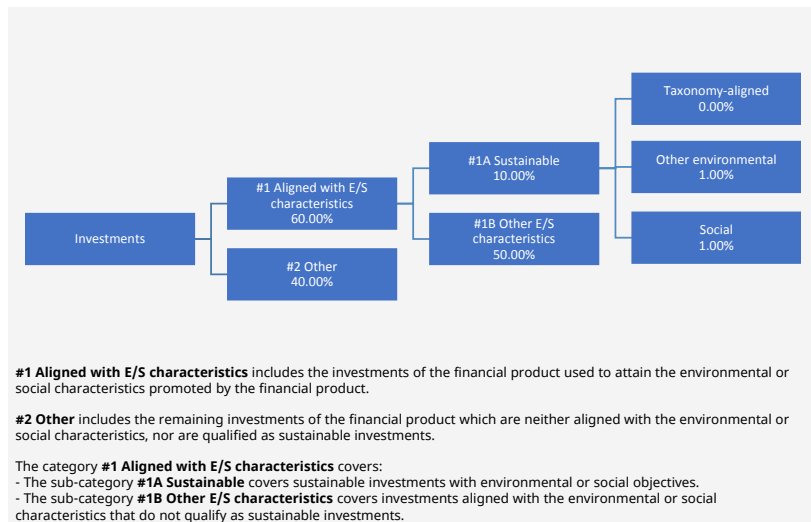 Taxonomy-aligned
0.00%
#1A Sustainable
10.00%
Other environmental
1.00%
#1 Aligned with E/S
characteristics
60.00%
Investments
#1B Other E/S
characteristics
50.00%
Social
1.00%
#2 Other
40.00%
#1 Aligned with E/S characteristics includes the investments of the financial product used to attain the environmental or
social characteristics promoted by the financial product.
#2 Other includes the remaining investments of the financial product which are neither aligned with the environmental or
social characteristics, nor are qualified as sustainable investments.
The category #1 Aligned with E/S characteristics covers:
- The sub-category #1A Sustainable covers sustainable investments with environmental or social objectives.
- The sub-category #1B Other E/S characteristics covers investments aligned with the environmental or social
characteristics that do not qualify as sustainable investments.